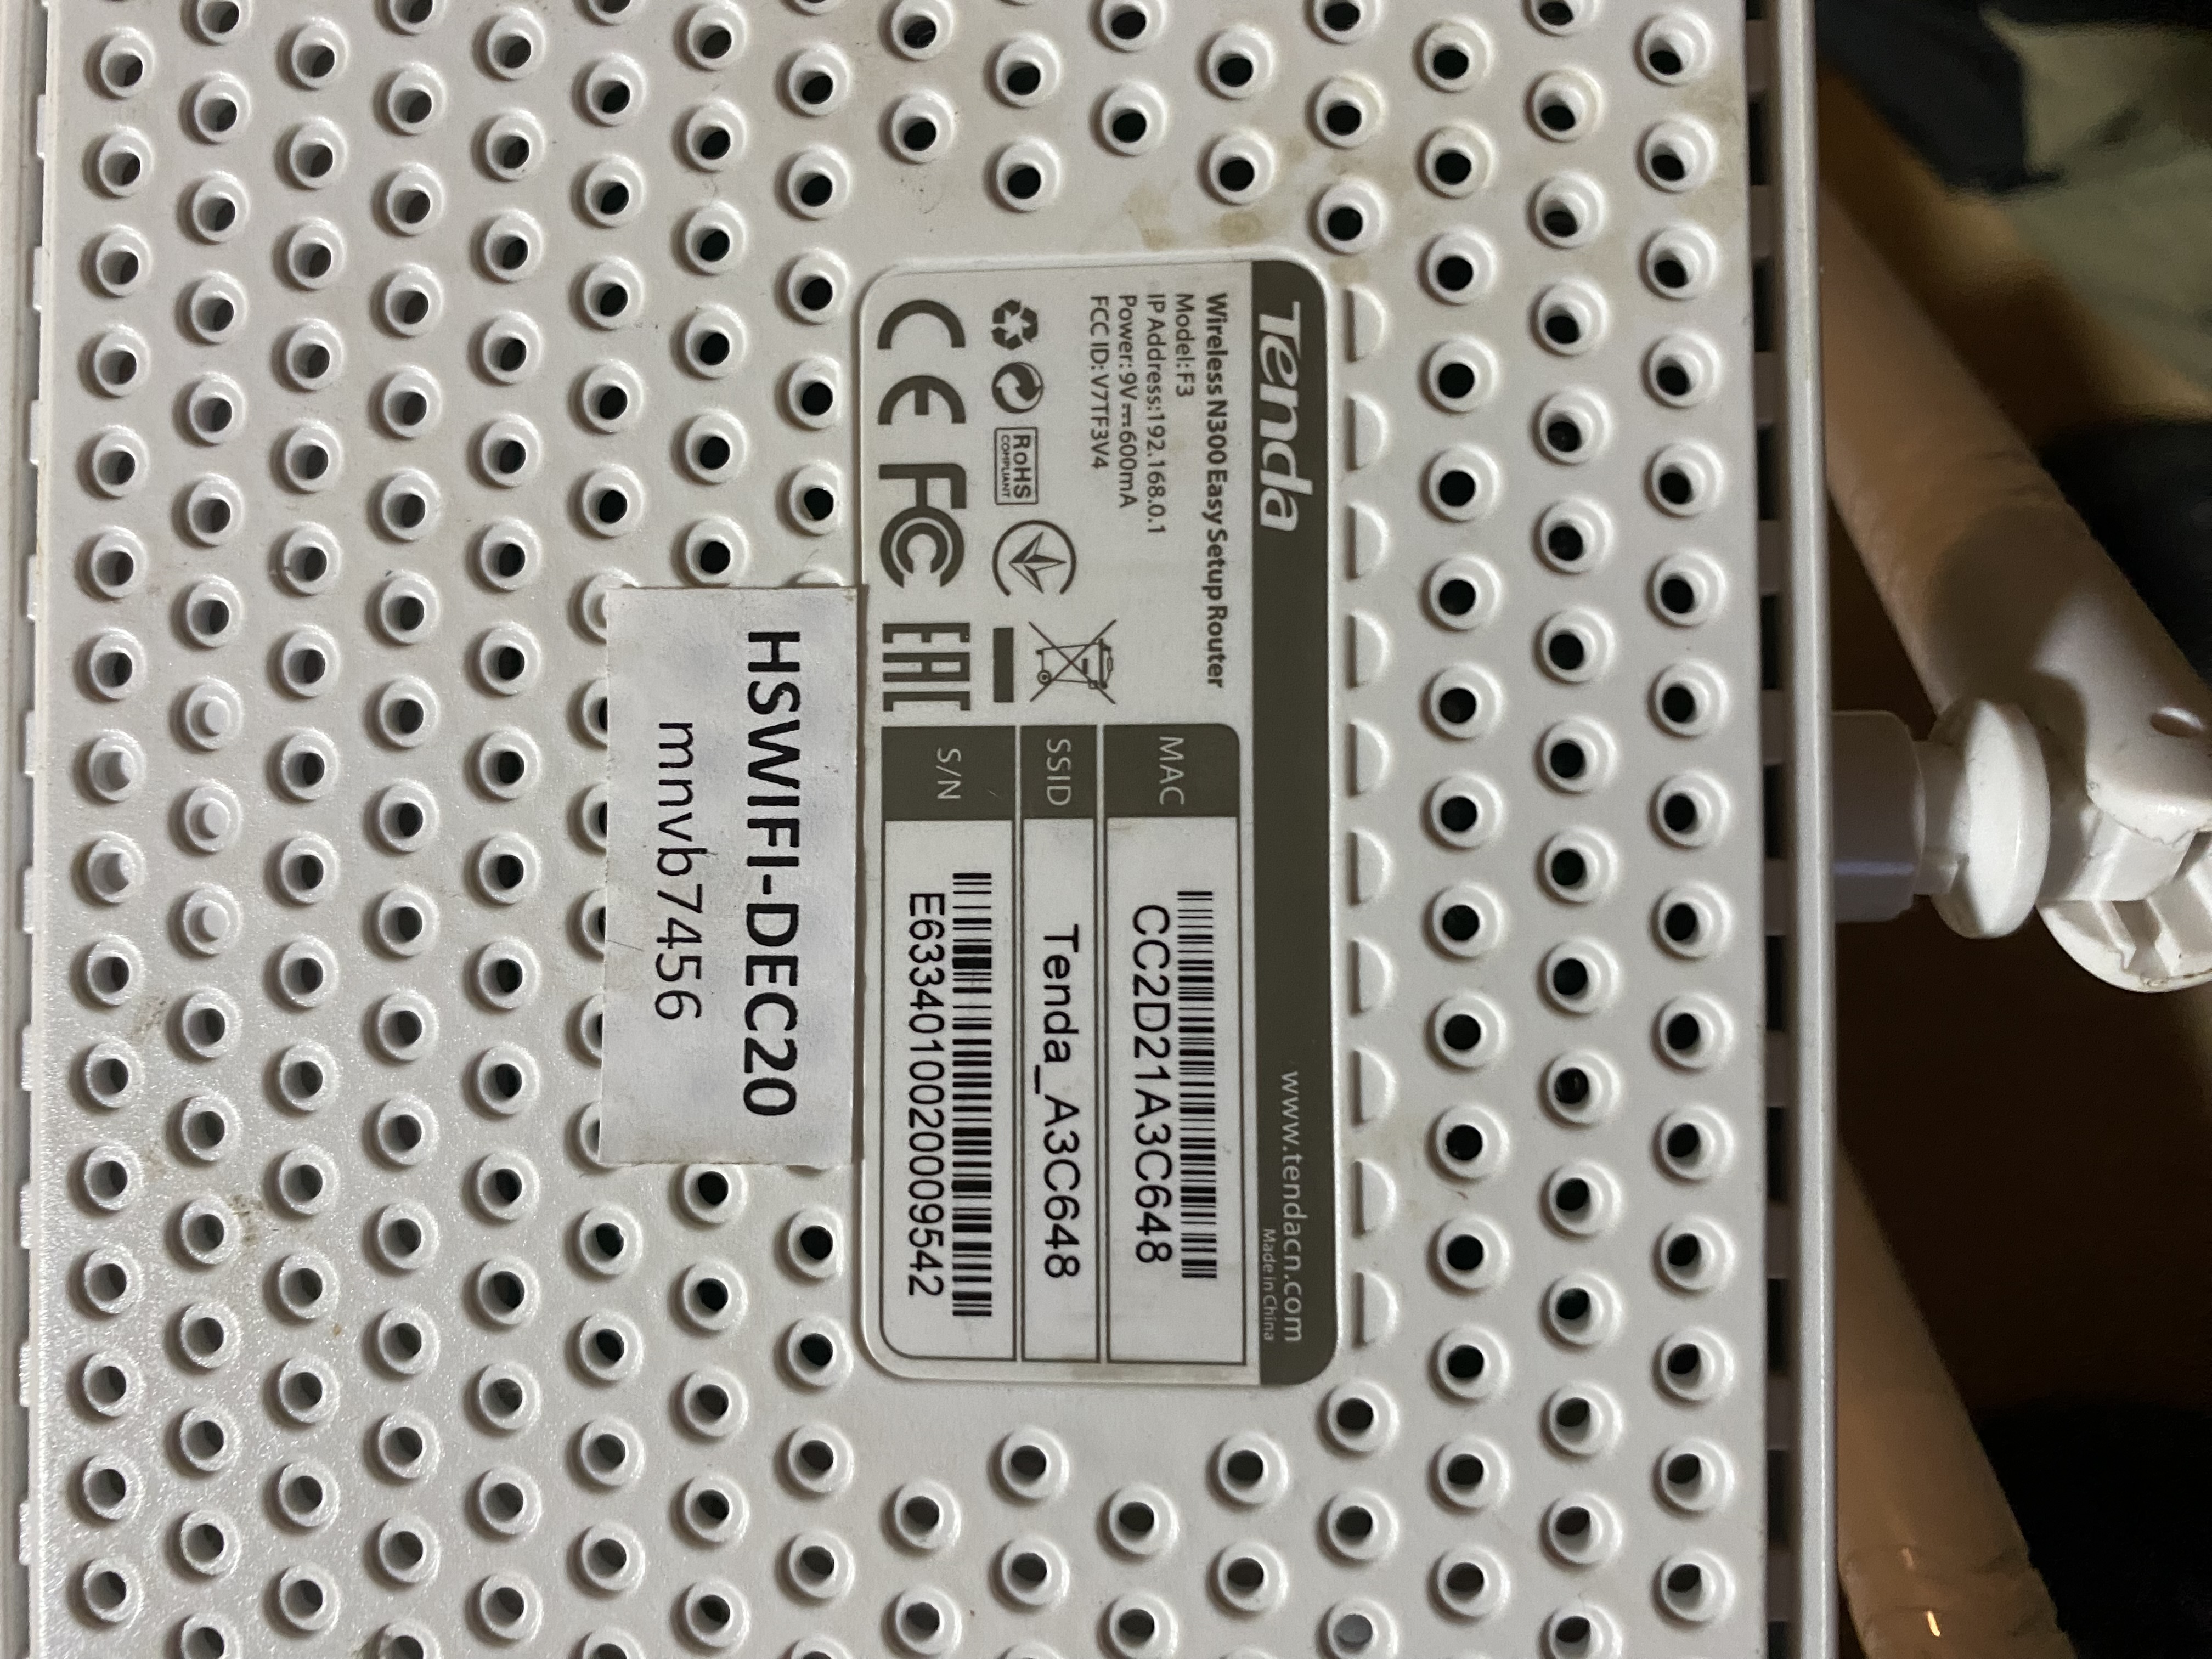 Tenda
www.tendacn.com
Made in China
Wireless N300 Easy Setup Router
Model:F3
IP Address:192.168.0.1
Power:9V⎓600mA
FCC ID:V7TF3V4
RoHS
COMPLIANT
CE FC EAC
MAC
CC2D21A3C648
SSID
Tenda_A3C648
S/N
E6334010020009542
HSWIFI-DEC20
mnvb7456